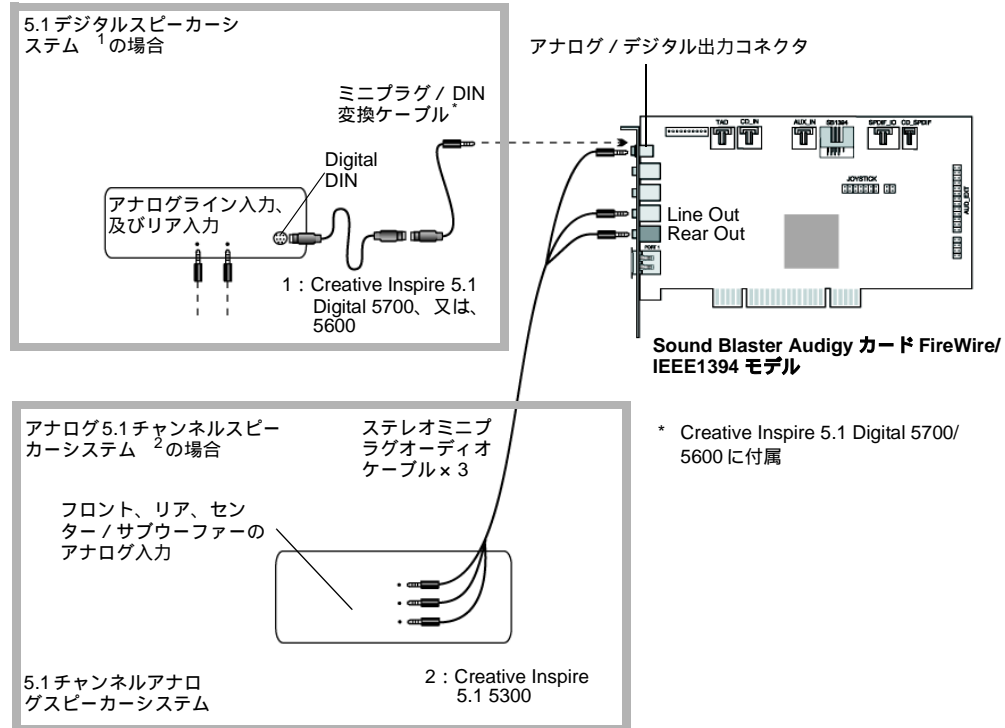 5.1デジタルスピーカーシ
ステム 1の場合
アナログ / デジタル出力コネクタ
ミニプラグ / DIN
変換ケーブル*
Digital
DIN
アナログライン入力、
及びリア入力
1：Creative Inspire 5.1
Digital 5700、又は、
5600
TAD
CD_IN
AUX_IN
SB1394
SPDIF_IO
CD_SPDIF
JOYSTICK
AUD_EXT
Line Out
Rear Out
PORT 1
Sound Blaster Audigy カード FireWire/
IEEE1394 モデル
* Creative Inspire 5.1 Digital 5700/
5600 に付属
アナログ5.1チャンネルスピー
カーシステム 2の場合
ステレオミニプ
ラグオーディオ
ケーブル × 3
フロント、リア、セン
ター / サブウーファーの
アナログ入力
5.1チャンネルアナロ
グスピーカーシステム
2：Creative Inspire
5.1 5300